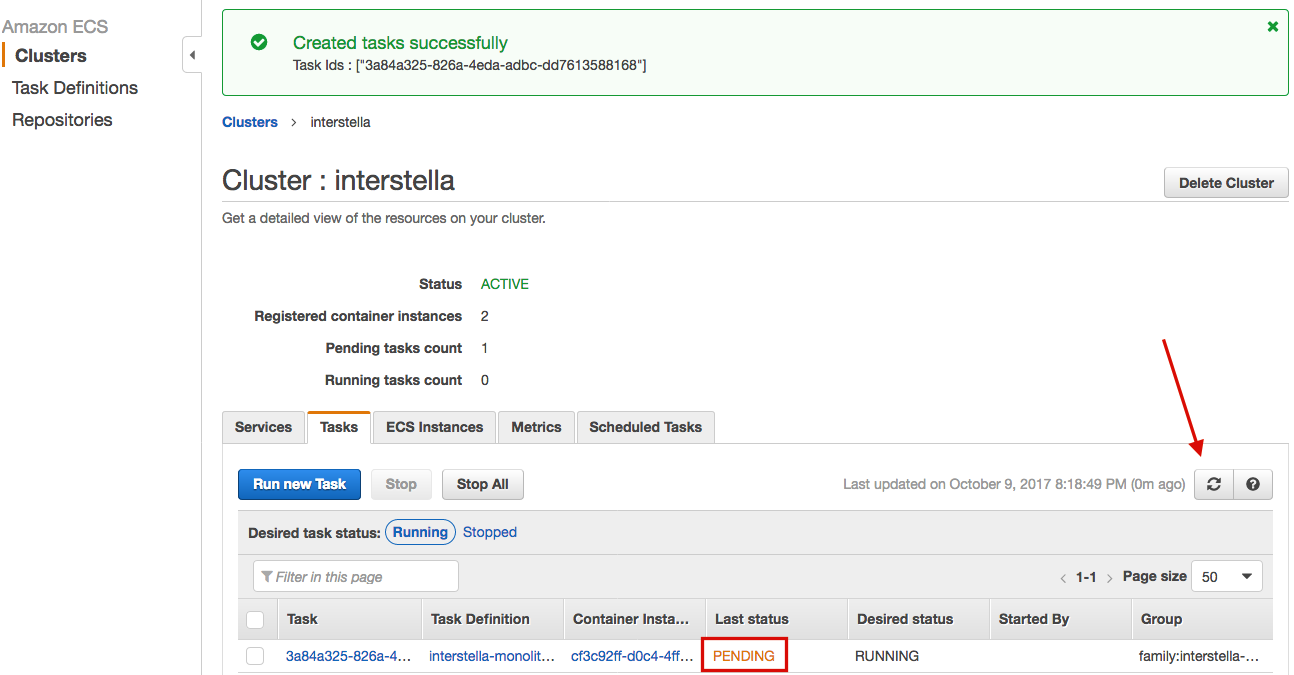 Amazon ECS
Clusters
Task Definitions
Repositories
Created tasks successfully
Task Ids : ["3a84a325-826a-4eda-adbc-dd7613588168"]
Clusters > interstella
Cluster : interstella
Delete Cluster
Get a detailed view of the resources on your cluster.
Status ACTIVE
Registered container instances 2
Pending tasks count 1
Running tasks count 0
Services Tasks ECS Instances Metrics Scheduled Tasks
Run new Task Stop Stop All Last updated on October 9, 2017 8:18:49 PM (0m ago)
Desired task status: Running Stopped
Filter in this page < 1-1 > Page size 50
Task Task Definition Container Insta... Last status Desired status Started By Group
3a84a325-826a-4... interstella-monolit... cf3c92ff-d0c4-4ff... PENDING RUNNING family:interstella-...